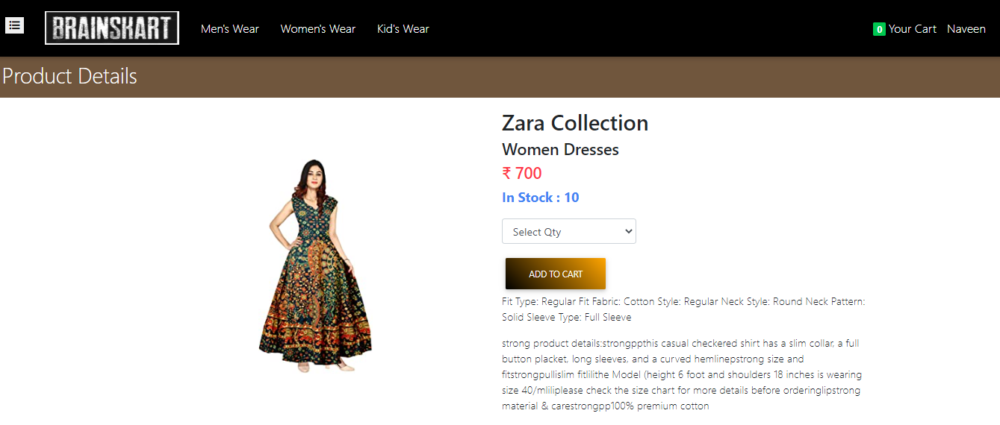 BRAINSKART Men's Wear Women's Wear Kid's Wear 0 Your Cart Naveen
Product Details
Zara Collection
Women Dresses
₹ 700
In Stock : 10
Select Qty
ADD TO CART
Fit Type: Regular Fit Fabric: Cotton Style: Regular Neck Style: Round Neck Pattern:
Solid Sleeve Type: Full Sleeve
strong product details:strongppthis casual checkered shirt has a slim collar, a full
button placket, long sleeves, and a curved hemlinepstrong size and
fitstrongpullislim fitlilithe Model (height 6 foot and shoulders 18 inches is wearing
size 40/mliliplease check the size chart for more details before orderinglipstrong
material & carestrongpp100% premium cotton